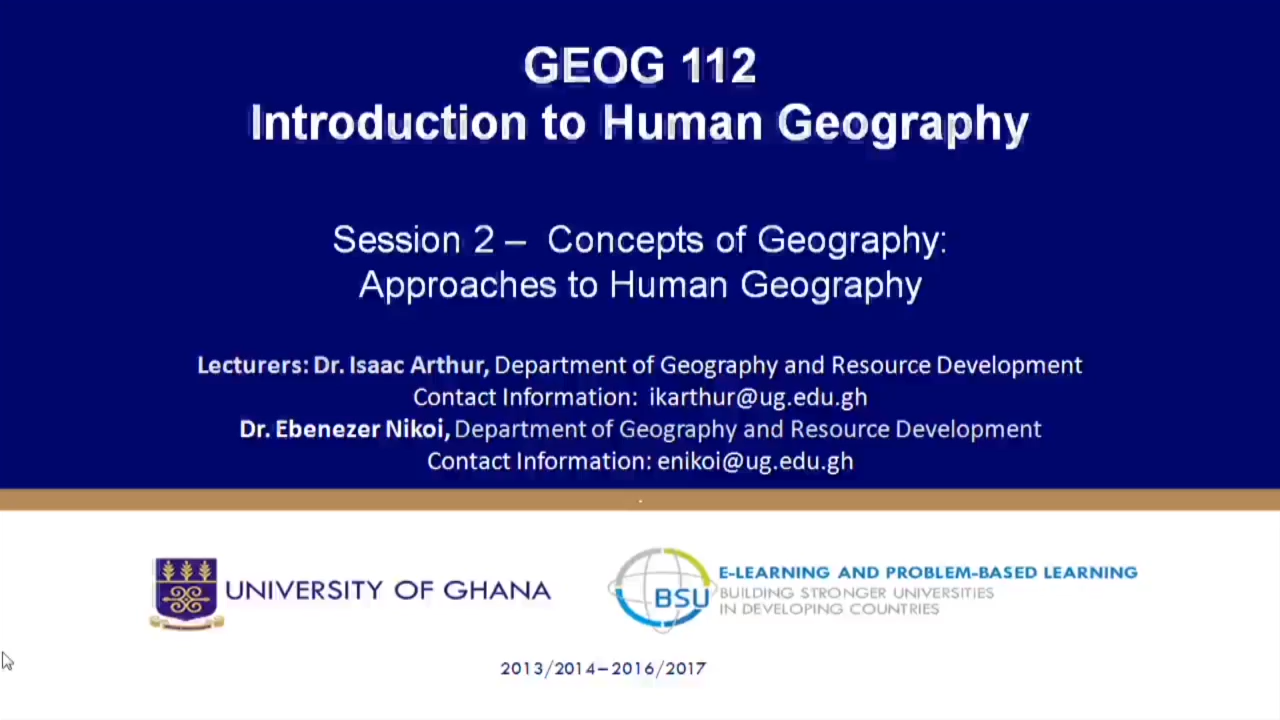 GEOG 112
Introduction to Human Geography
Session 2 – Concepts of Geography:
Approaches to Human Geography
Lecturers: Dr. Isaac Arthur, Department of Geography and Resource Development
Contact Information: ikarthur@ug.edu.gh
Dr. Ebenezer Nikoi, Department of Geography and Resource Development
Contact Information: enikoi@ug.edu.gh
UNIVERSITY OF GHANA
BSU
E-LEARNING AND PROBLEM-BASED LEARNING
BUILDING STRONGER UNIVERSITIES
IN DEVELOPING COUNTRIES
2013/2014–2016/2017